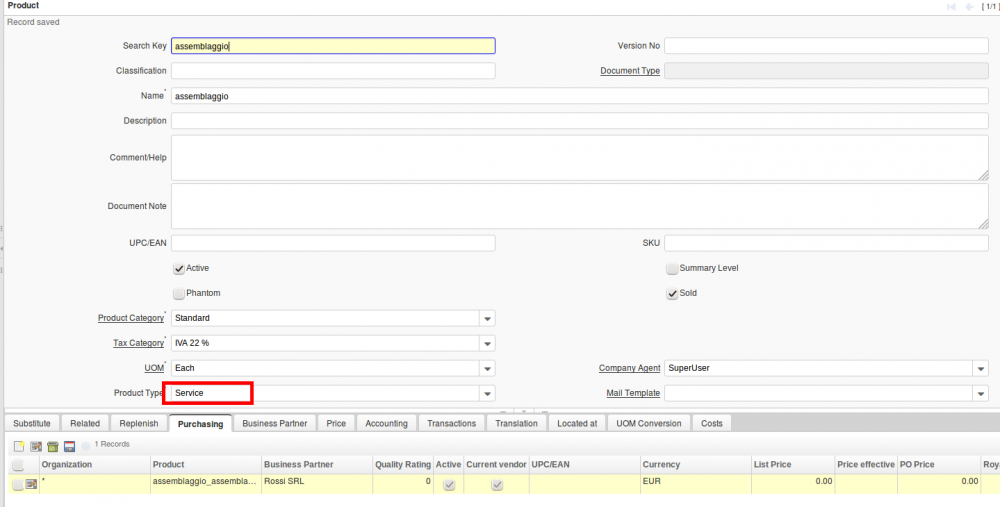 Product
[ 1/1 ]
Record saved
Search Key assemblaggio Version No
Classification Document Type
Name* assemblaggio
Description
Comment/Help
Document Note
UPC/EAN SKU
Active Summary Level
Phantom Sold
Product Category* Standard
Tax Category* IVA 22 %
UOM* Each Company Agent SuperUser
Product Type Service Mail Template
Substitute Related Replenish Purchasing Business Partner Price Accounting Transactions Translation Located at UOM Conversion Costs
1 Records
Organization Product Business Partner Quality Rating Active Current vendor UPC/EAN Currency List Price Price effective PO Price Roya
* assemblaggio_assembla... Rossi SRL 0 EUR 0.00 0.00